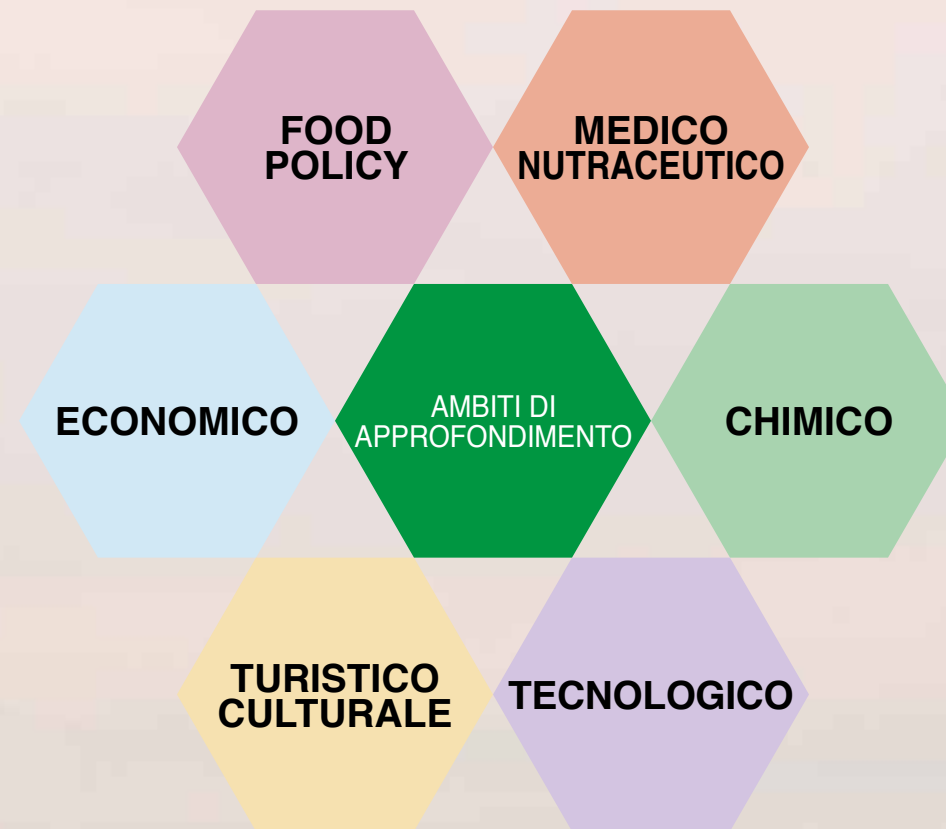 FOOD
POLICY
MEDICO
NUTRACEUTICO
ECONOMICO
AMBITI DI
APPROFONDIMENTO
CHIMICO
TURISTICO
CULTURALE
TECNOLOGICO